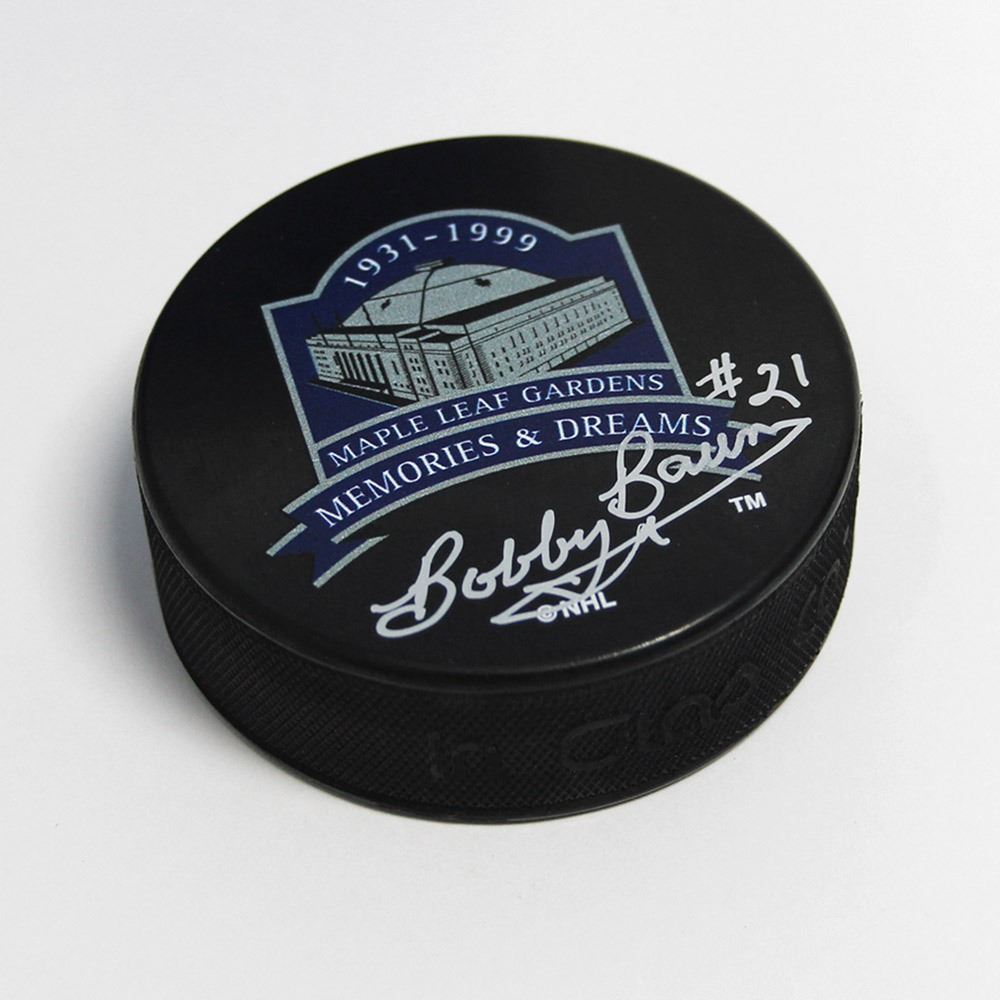 1931-1999
MAPLE LEAF GARDENS
MEMORIES & DREAMS
#21
Bobby Baun
TM
©NHL